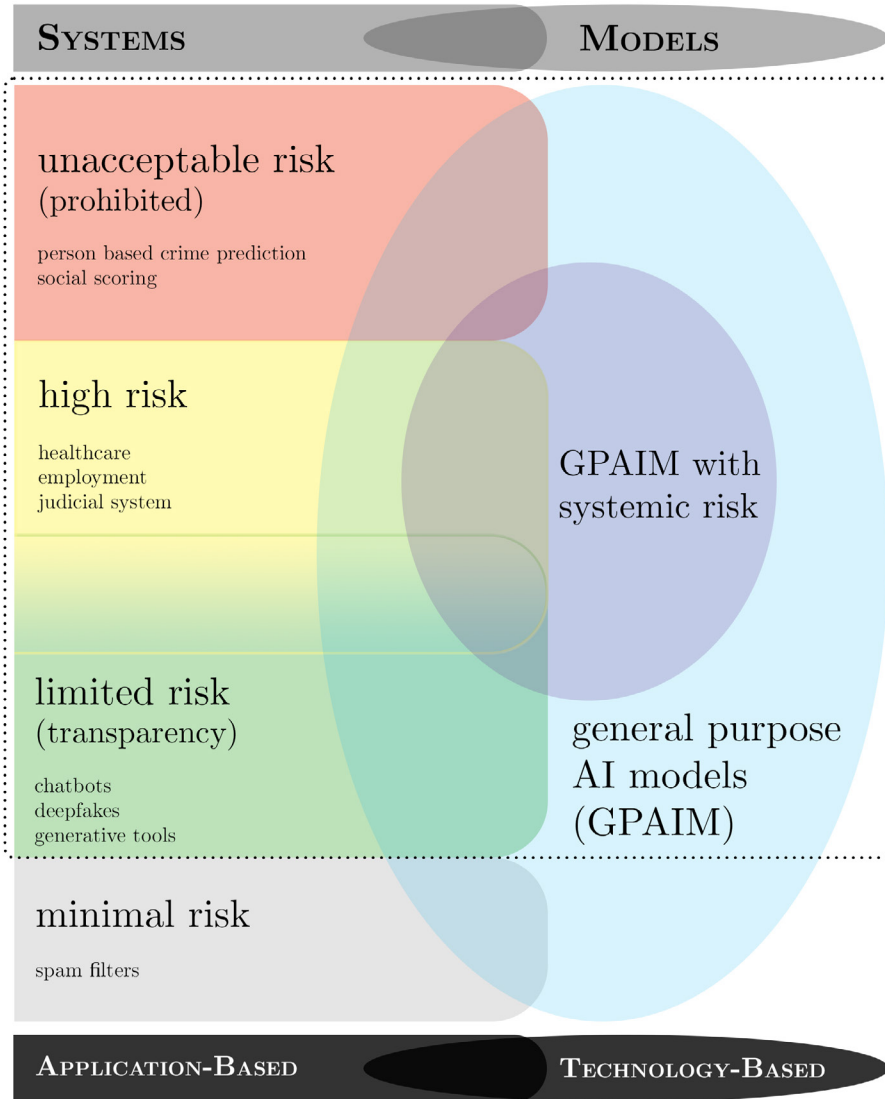 SYSTEMS
MODELS
unacceptable risk
(prohibited)
person based crime prediction
social scoring
high risk
healthcare
employment
judicial system
GPAIM with
systemic risk
limited risk
(transparency)
chatbots
deepfakes
generative tools
general purpose
AI models
(GPAIM)
minimal risk
spam filters
APPLICATION-BASED
TECHNOLOGY-BASED